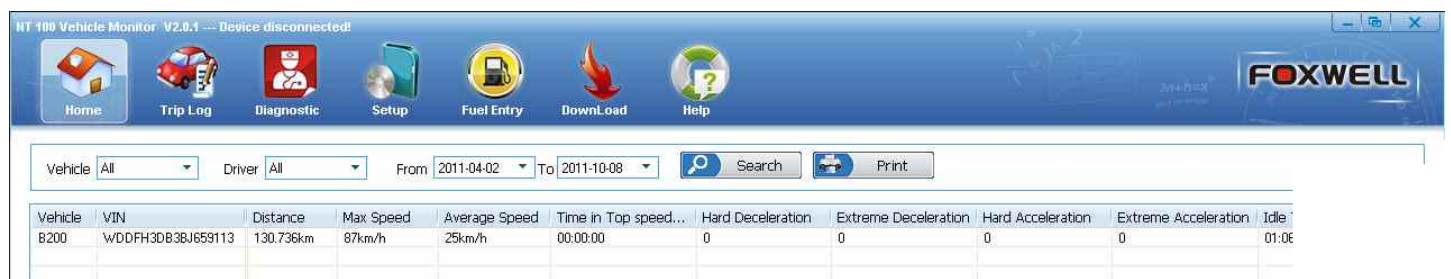 NT 100 Vehicle Monitor V2.0.1 --- Device disconnected!
Home Trip Log Diagnostic Setup Fuel Entry DownLoad Help
FOXWELL
Vehicle All Driver All From 2011-04-02 To 2011-10-08 Search Print
Vehicle VIN Distance Max Speed Average Speed Time in Top speed... Hard Deceleration Extreme Deceleration Hard Acceleration Extreme Acceleration Idle
B200 WDDFH3DB3BJ659113 130.736km 87km/h 25km/h 00:00:00 0 0 0 0 01:06